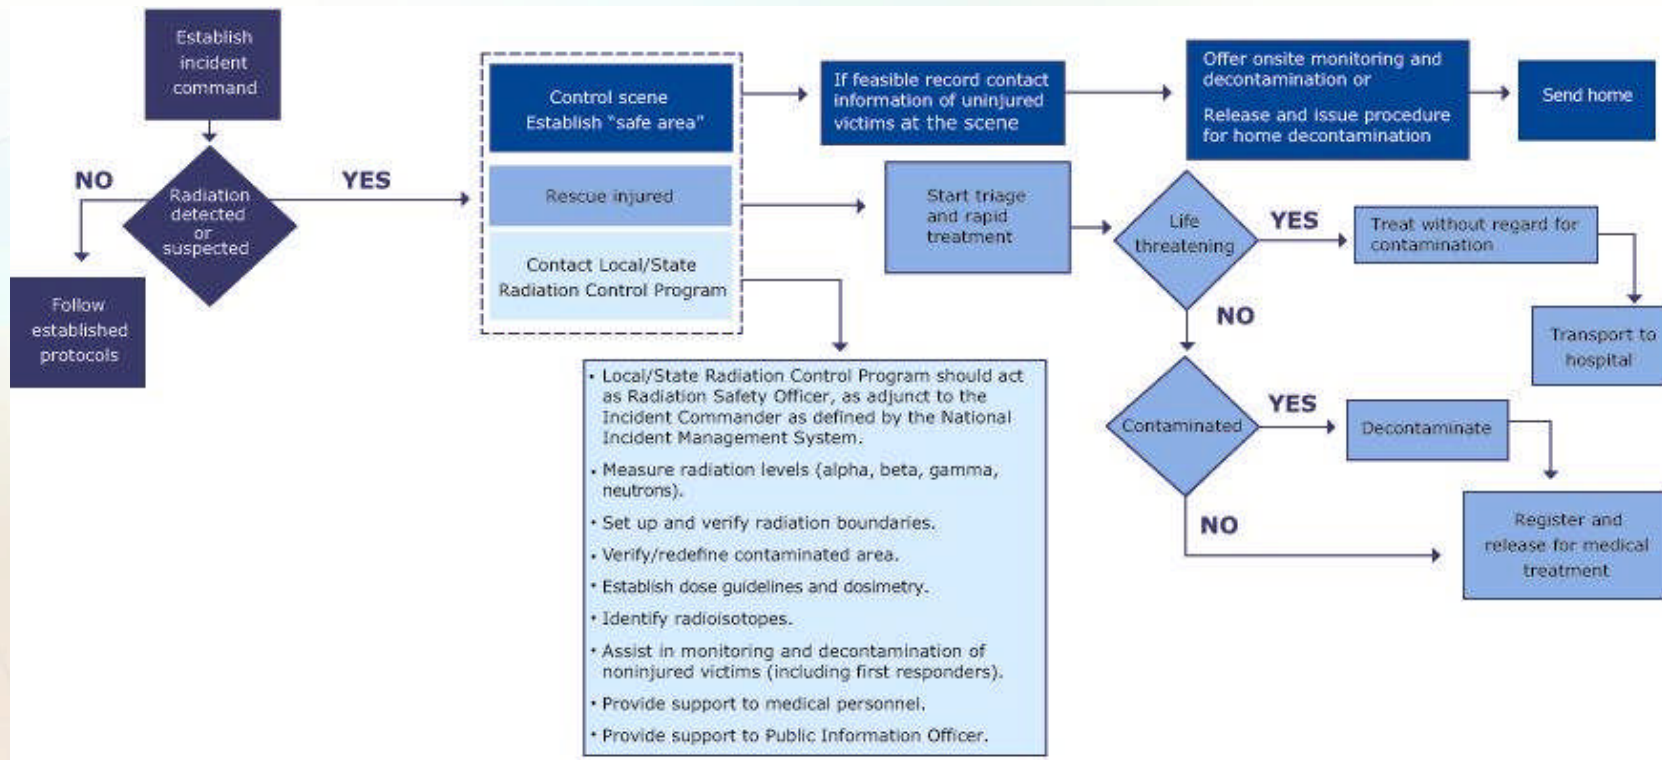 Establish
incident
command
NO
Radiation
detected
or
suspected
YES
Follow
established
protocols
Control scene
Establish “safe area”
Rescue injured
Contact Local/State
Radiation Control Program
If feasible record contact
information of uninjured
victims at the scene
Offer onsite monitoring and
decontamination or
Release and issue procedure
for home decontamination
Send home
Start triage
and rapid
treatment
Life
threatening
YES
Treat without regard for
contamination
Transport to
hospital
NO
Contaminated
YES
Decontaminate
NO
Register and
release for medical
treatment
• Local/State Radiation Control Program should act
as Radiation Safety Officer, as adjunct to the
Incident Commander as defined by the National
Incident Management System.
• Measure radiation levels (alpha, beta, gamma,
neutrons).
• Set up and verify radiation boundaries.
• Verify/redefine contaminated area.
• Establish dose guidelines and dosimetry.
• Identify radioisotopes.
• Assist in monitoring and decontamination of
noninjured victims (including first responders).
• Provide support to medical personnel.
• Provide support to Public Information Officer.